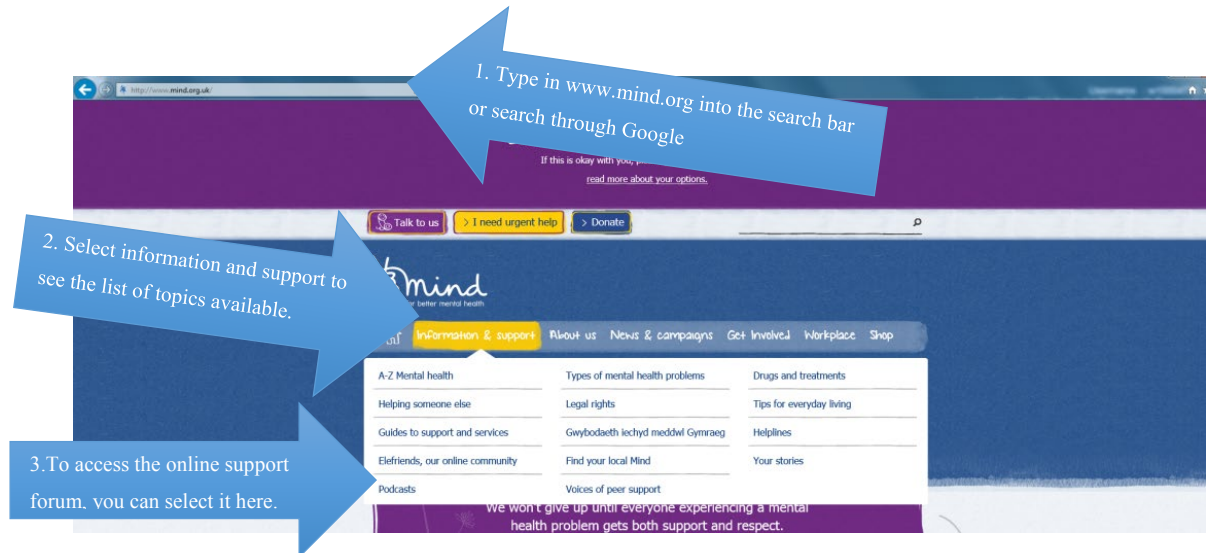 1. Type in www.mind.org into the search bar
or search through Google
http://www.mind.org.uk/
If this is okay with you,
read more about your options.
Talk to us
> I need urgent help
> Donate
2. Select information and support to
see the list of topics available.
mind
better mental health
Information & support
About us
News & campaigns
Get Involved
Workplace
Shop
A-Z Mental health
Types of mental health problems
Drugs and treatments
Helping someone else
Legal rights
Tips for everyday living
Guides to support and services
Gwybodaeth iechyd meddwl Gymraeg
Helplines
Elefriends, our online community
Find your local Mind
Your stories
Podcasts
Voices of peer support
3.To access the online support
forum, you can select it here.
We won't give up until everyone experiencing a mental
health problem gets both support and respect.